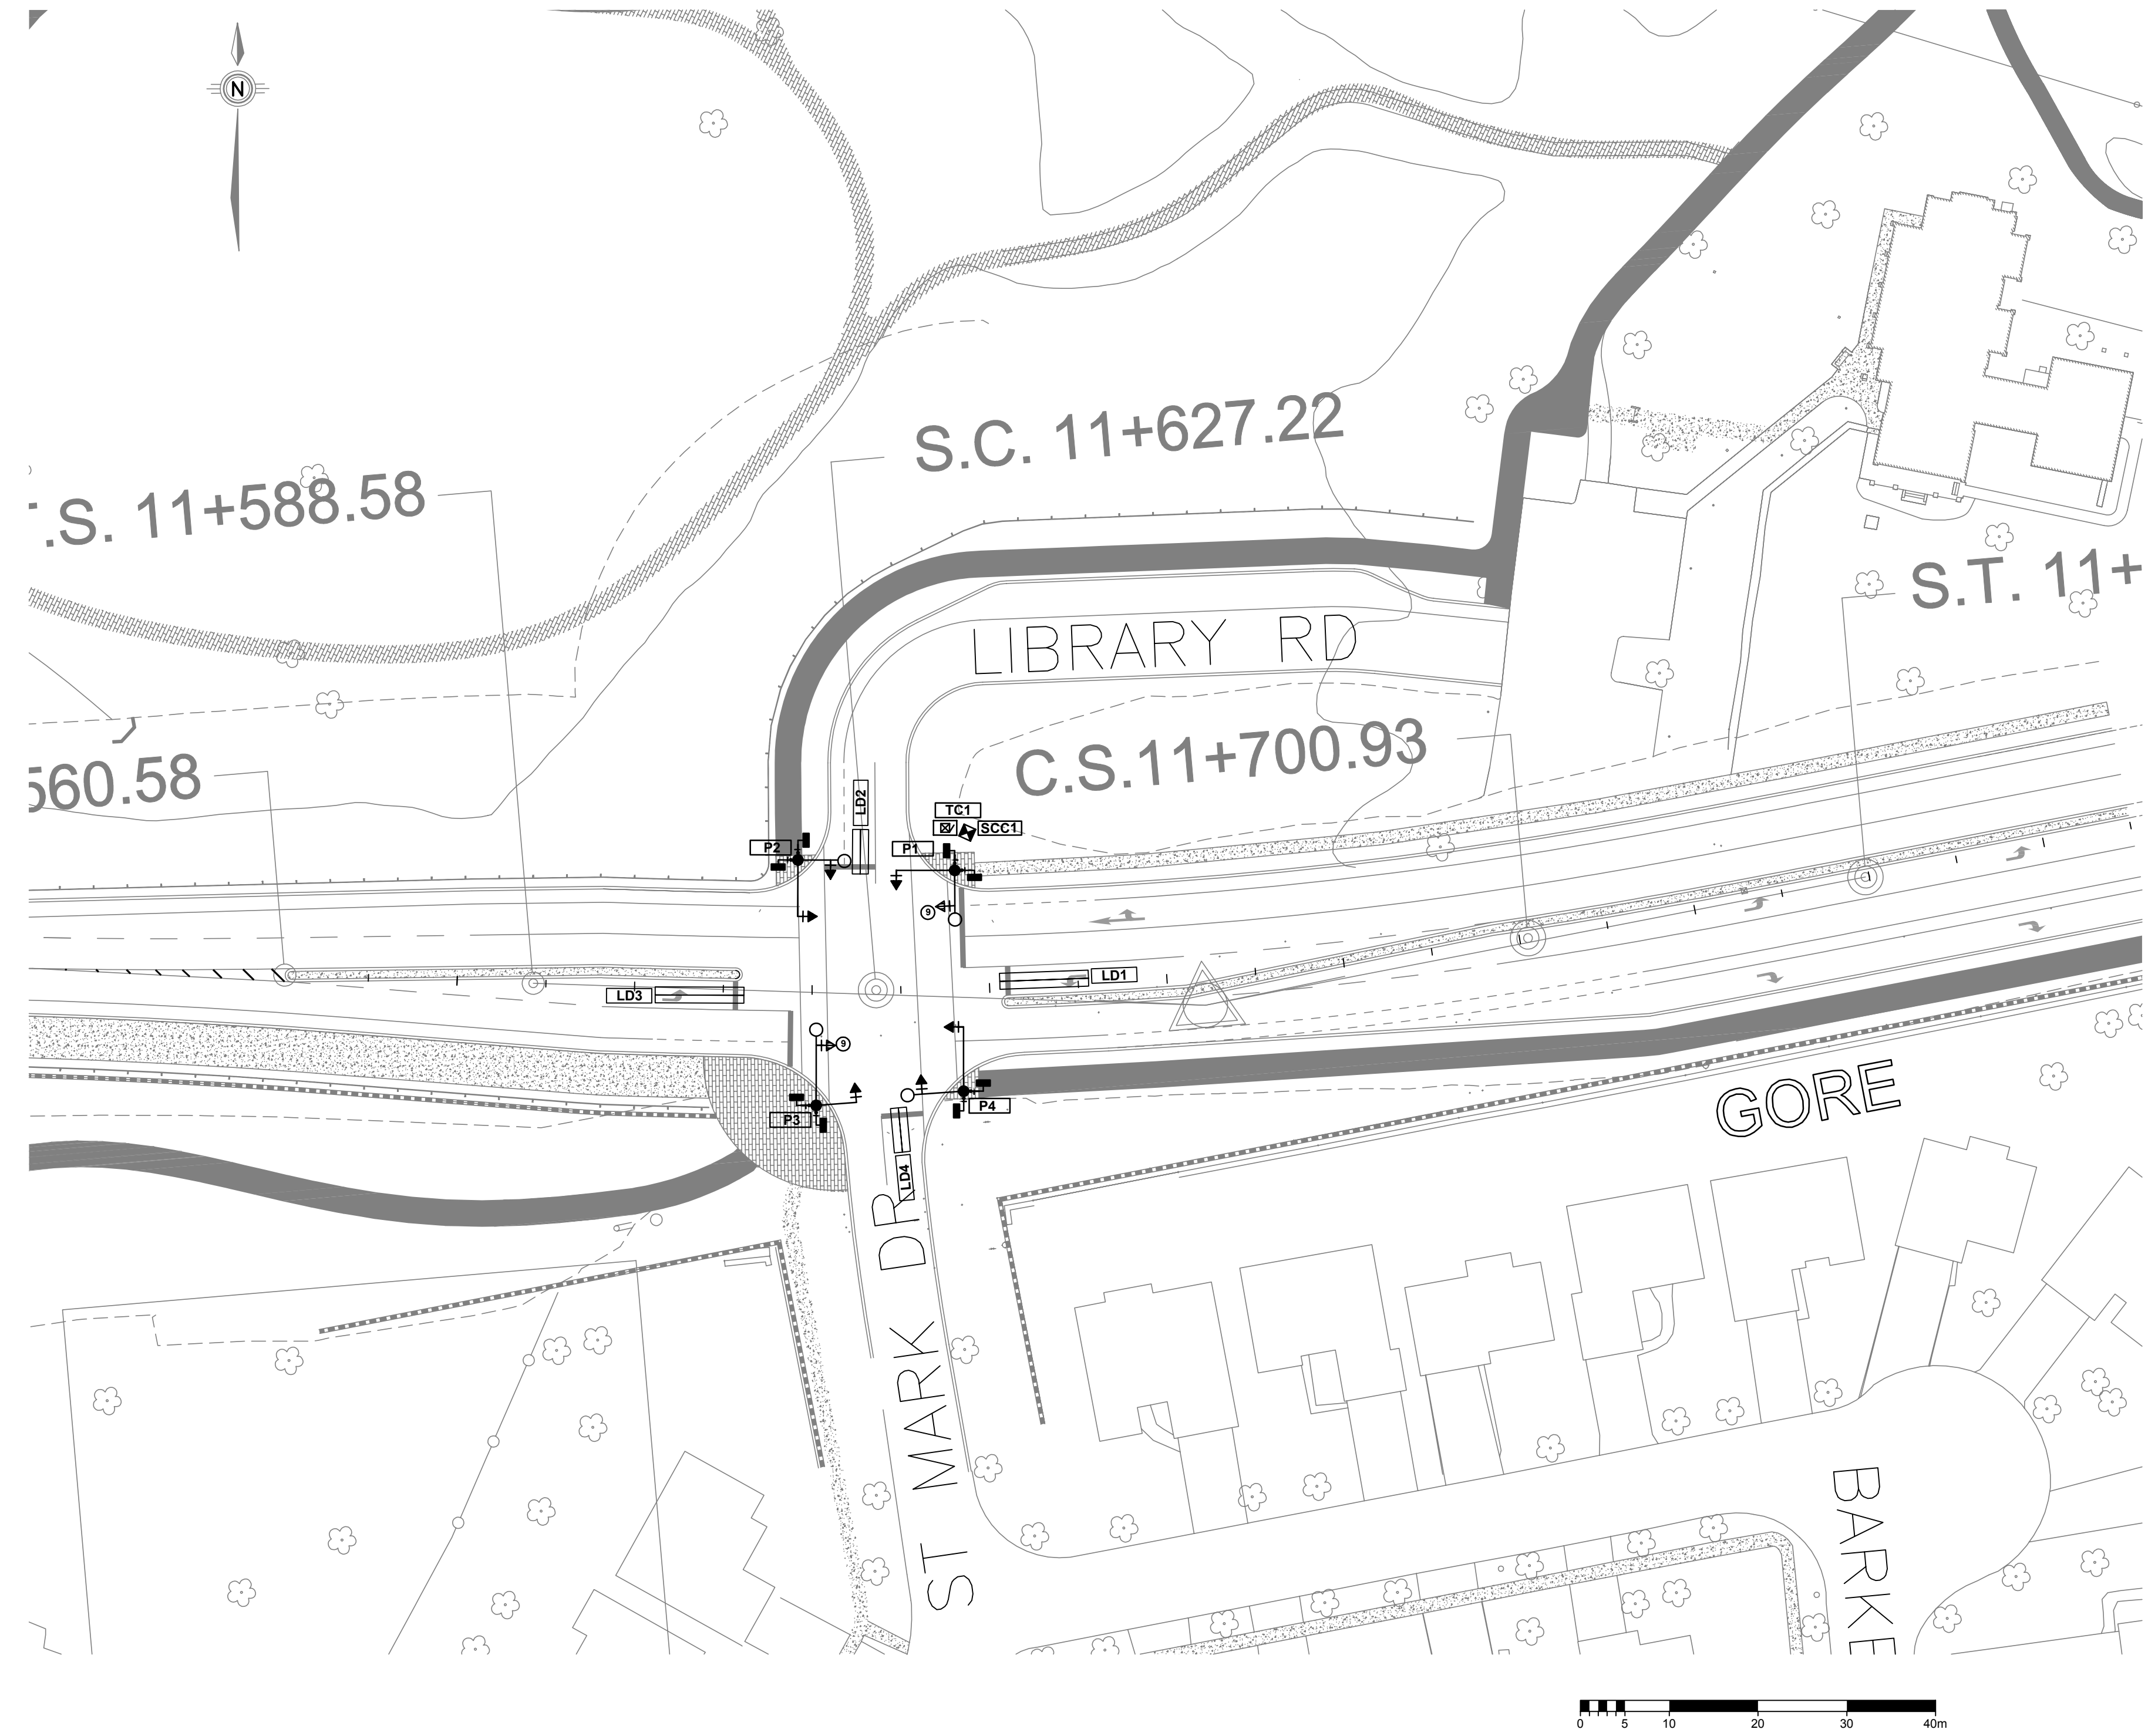 N
S.C. 11+627.22
.S. 11+588.58
S.T. 11+
LIBRARY RD
560.58
C.S.11+700.93
LD2
TC1
SCC1
P2
P1
9
LD1
LD3
9
P4
P3
LD4
GORE
ST MARK DR
BARKE
0 5 10 20 30 40m